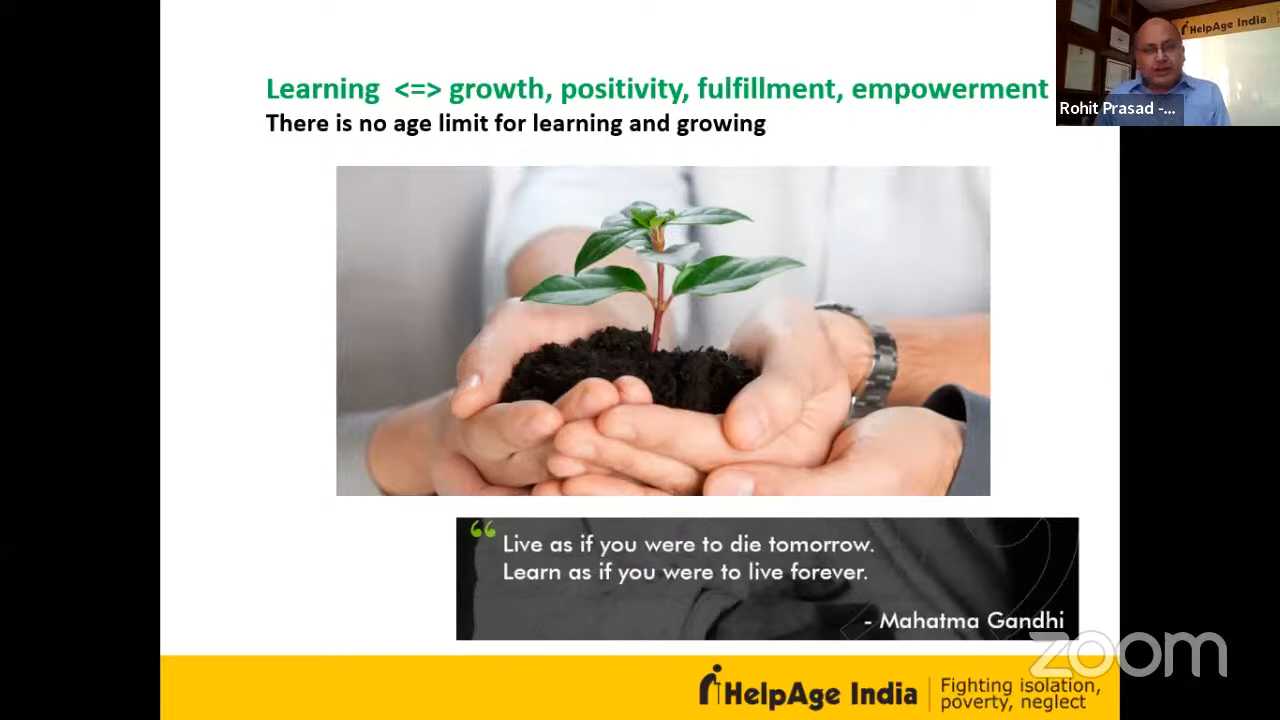 Learning <=> growth, positivity, fulfillment, empowerment
There is no age limit for learning and growing
HelpAge India
Rohit Prasad -...
“
Live as if you were to die tomorrow.
Learn as if you were to live forever.
- Mahatma Gandhi
zoom
HelpAge India
Fighting isolation,
poverty, neglect